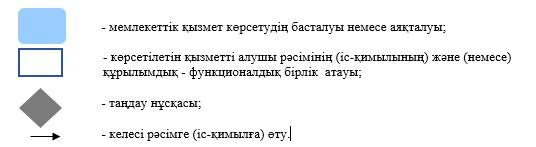 - мемлекеттік қызмет көрсетудің басталуы немесе аяқталуы;
- көрсетілетін қызметті алушы рәсімінің (іс-қимылының) және (немесе)
құрылымдық - функционалдық бірлік атауы;
- таңдау нұсқасы;
- келесі рәсімге (іс-қимылға) өту.